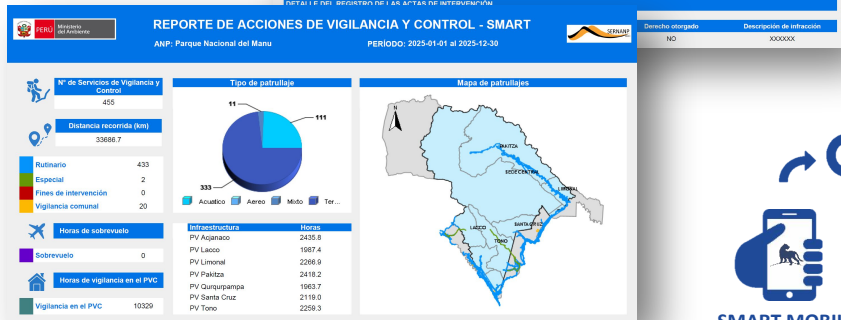 DETALLE DEL REGISTRO DE LAS ACTAS DE INTERVENCIÓN
PERÚ
Ministerio
del Ambiente
REPORTE DE ACCIONES DE VIGILANCIA Y CONTROL - SMART
ANP: Parque Nacional del Manu
PERÍODO: 2025-01-01 al 2025-12-30
SERNANP
Derecho otorgado
Descripción de infracción
NO
XXXXXX
N° de Servicios de Vigilancia y
Control
455
Distancia recorrida (km)
33686.7
Rutinario 433
Especial 2
Fines de intervención 0
Vigilancia comunal 20
Horas de sobrevuelo
Sobrevuelo 0
Horas de vigilancia en el PVC
Vigilancia en el PVC 10329
Tipo de patrullaje
11
111
333
Acuatico Aereo Mixto Ter...
Infraestructura Horas
PV Acjanaco 2435.8
PV Lacco 1987.4
PV Limonal 2266.9
PV Pakitza 2418.2
PV Qurqurpampa 1963.7
PV Santa Cruz 2119.0
PV Tono 2259.3
Mapa de patrullajes
N
PAKITZA
SEDE CENTRAL
LIMONAL
LACCO
SANTA CRUZ
TONO